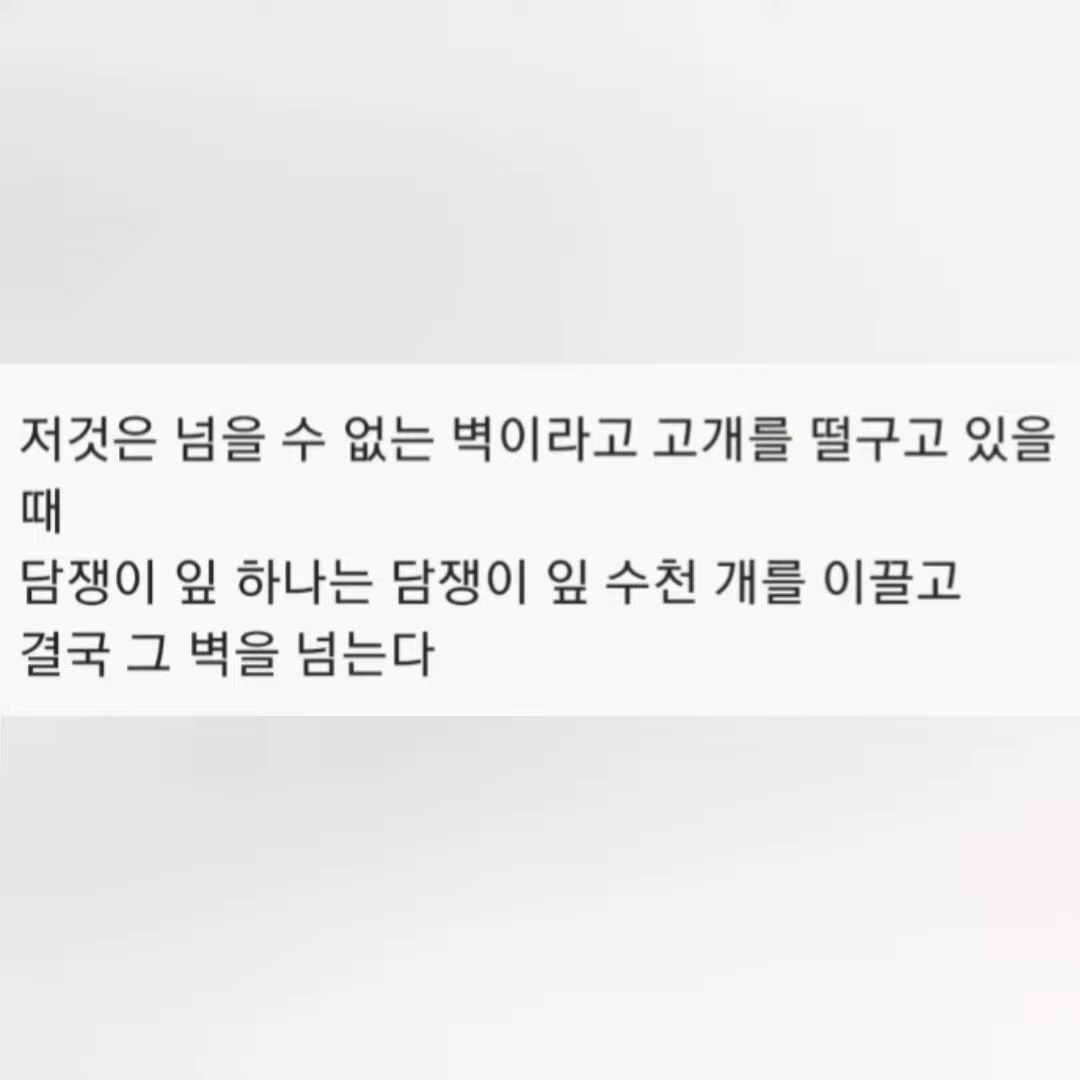 저것은 넘을 수 없는 벽이라고 고개를 떨구고 있을
때
담쟁이 잎 하나는 담쟁이 잎 수천 개를 이끌고
결국 그 벽을 넘는다